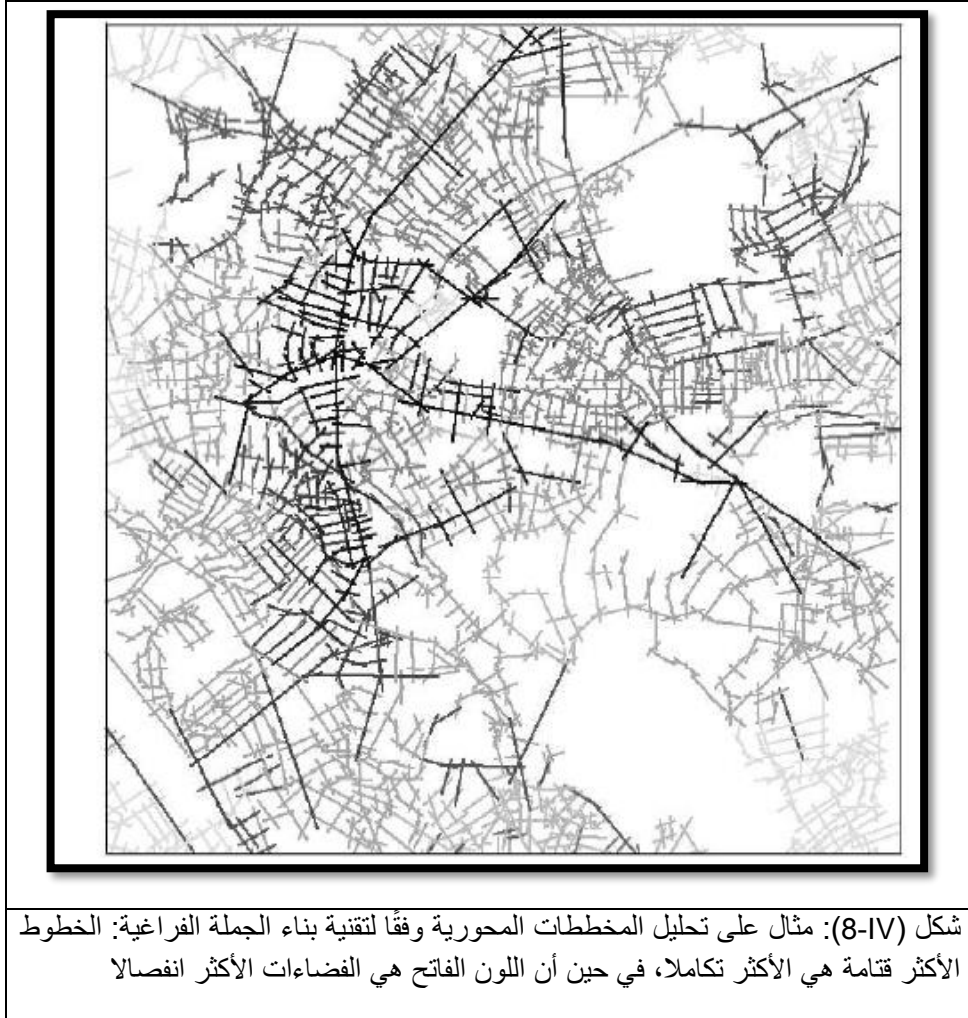 شكل (IV-8): مثال على تحليل المخططات المحورية وفقًا لتقنية بناء الجملة الفراغية: الخطوط
الأكثر قتامة هي الأكثر تكاملا، في حين أن اللون الفاتح هي الفضاءات الأكثر انفصالا